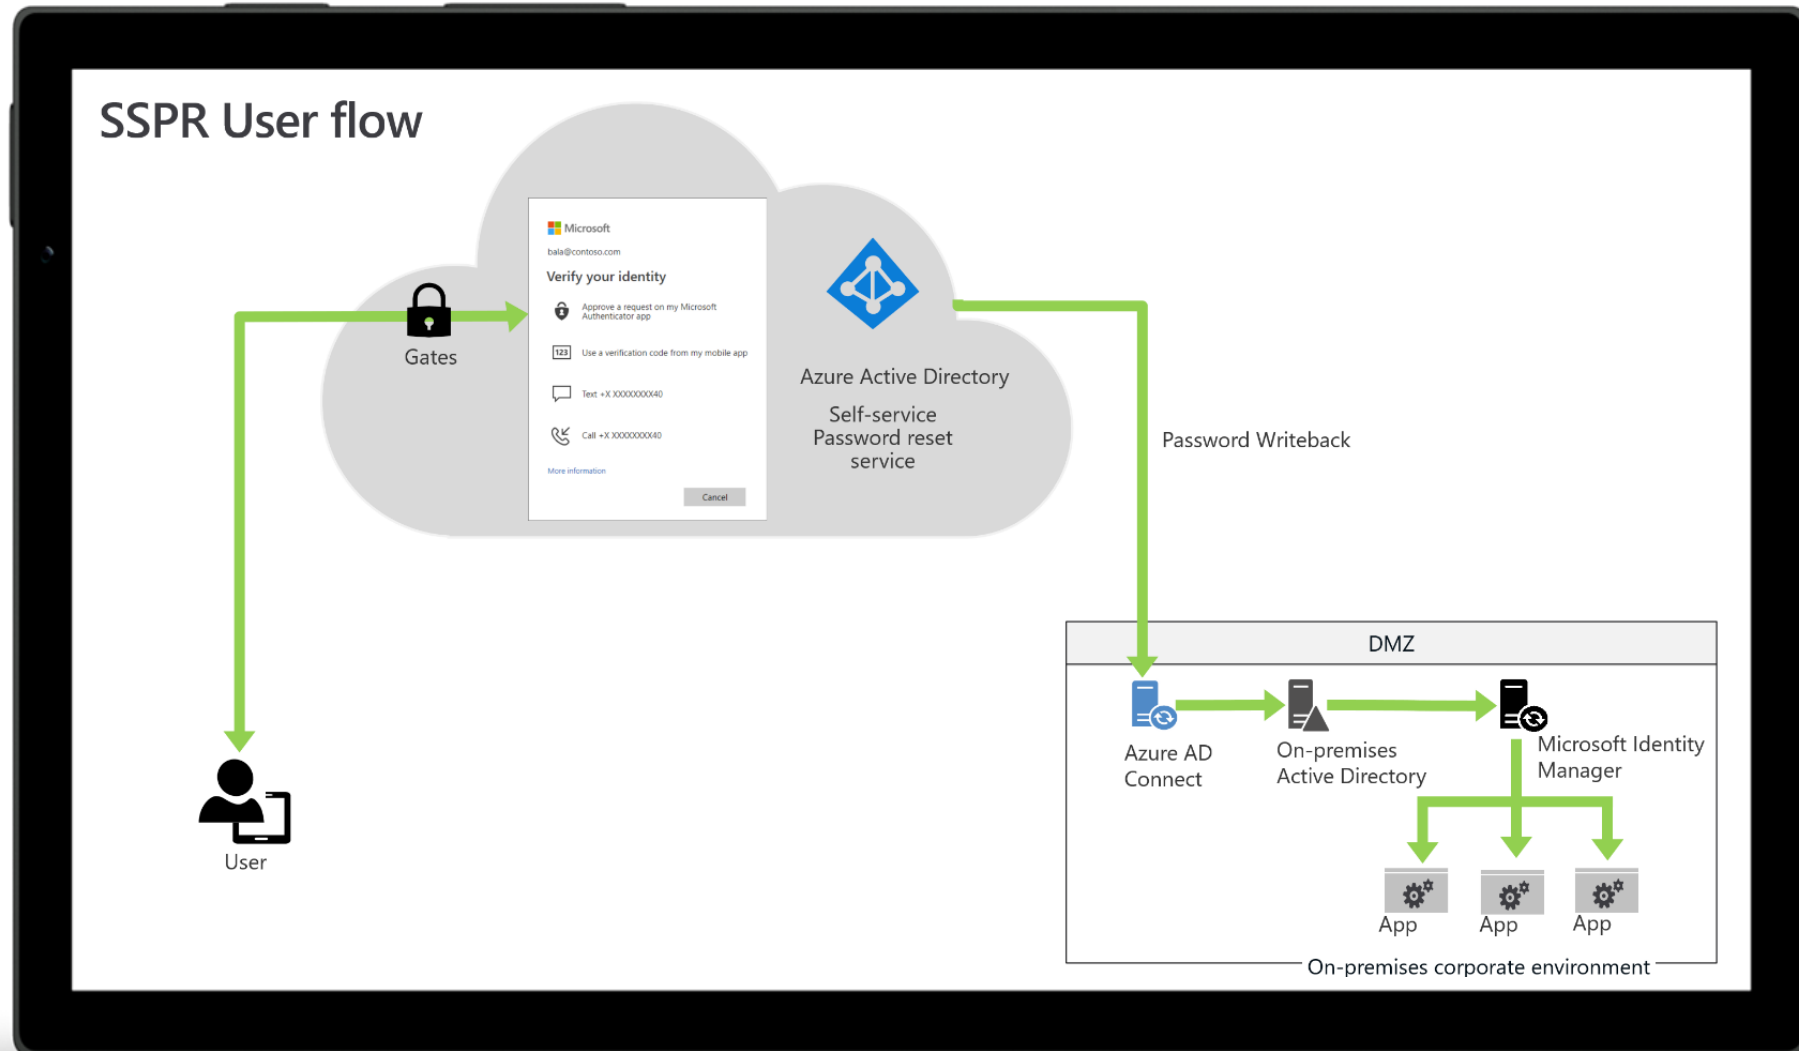 SSPR User flow
Microsoft
bala@contoso.com
Verify your identity
Approve a request on my Microsoft
Authenticator app
123
Use a verification code from my mobile app
Text +X XXXXXXXX40
Call +X XXXXXXXX40
More information
Cancel
Gates
Azure Active Directory
Self-service
Password reset
service
Password Writeback
User
DMZ
Azure AD
Connect
On-premises
Active Directory
Microsoft Identity
Manager
App
App
App
On-premises corporate environment